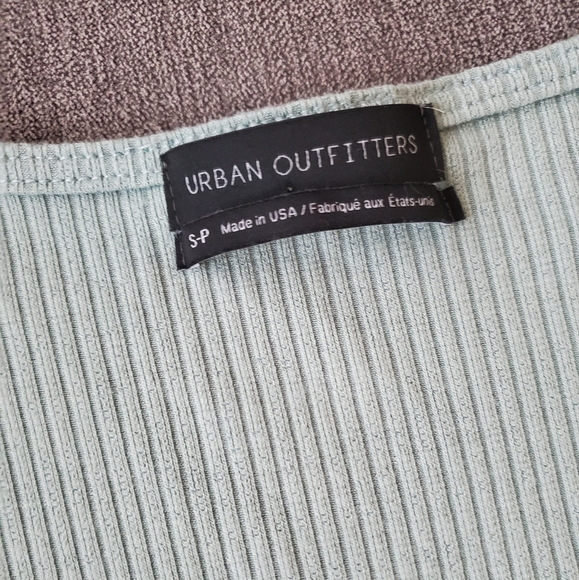 URBAN OUTFITTERS
S-P Made in USA / Fabriqué aux États-unis